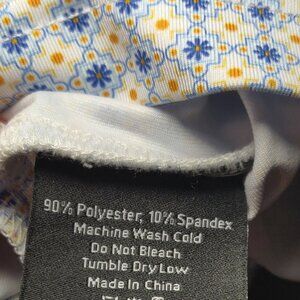 90% Polyester, 10% Spandex
Machine Wash Cold
Do Not Bleach
Tumble Dry Low
Made In China